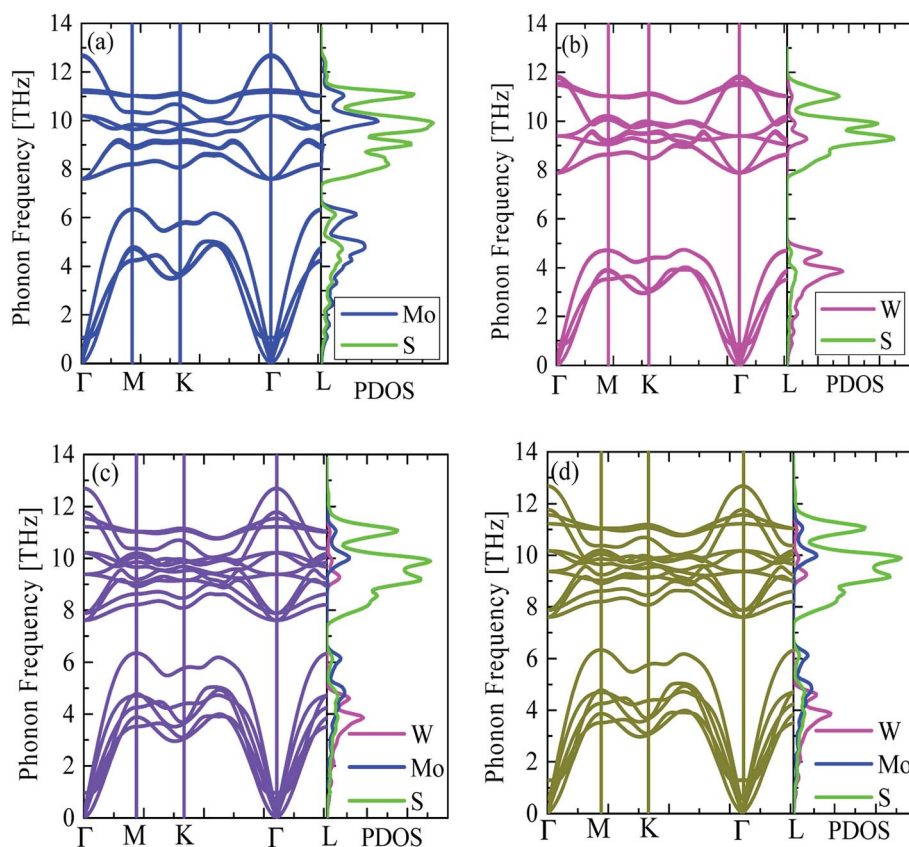 (a)
Phonon Frequency [THz]
14
12
10
8
6
4
2
0
Γ M K Γ L PDOS
Mo
S
(b)
Phonon Frequency [THz]
14
12
10
8
6
4
2
0
Γ M K Γ L PDOS
W
S
(c)
Phonon Frequency [THz]
14
12
10
8
6
4
2
0
Γ M K Γ L PDOS
W
Mo
S
(d)
Phonon Frequency [THz]
14
12
10
8
6
4
2
0
Γ M K Γ L PDOS
W
Mo
S